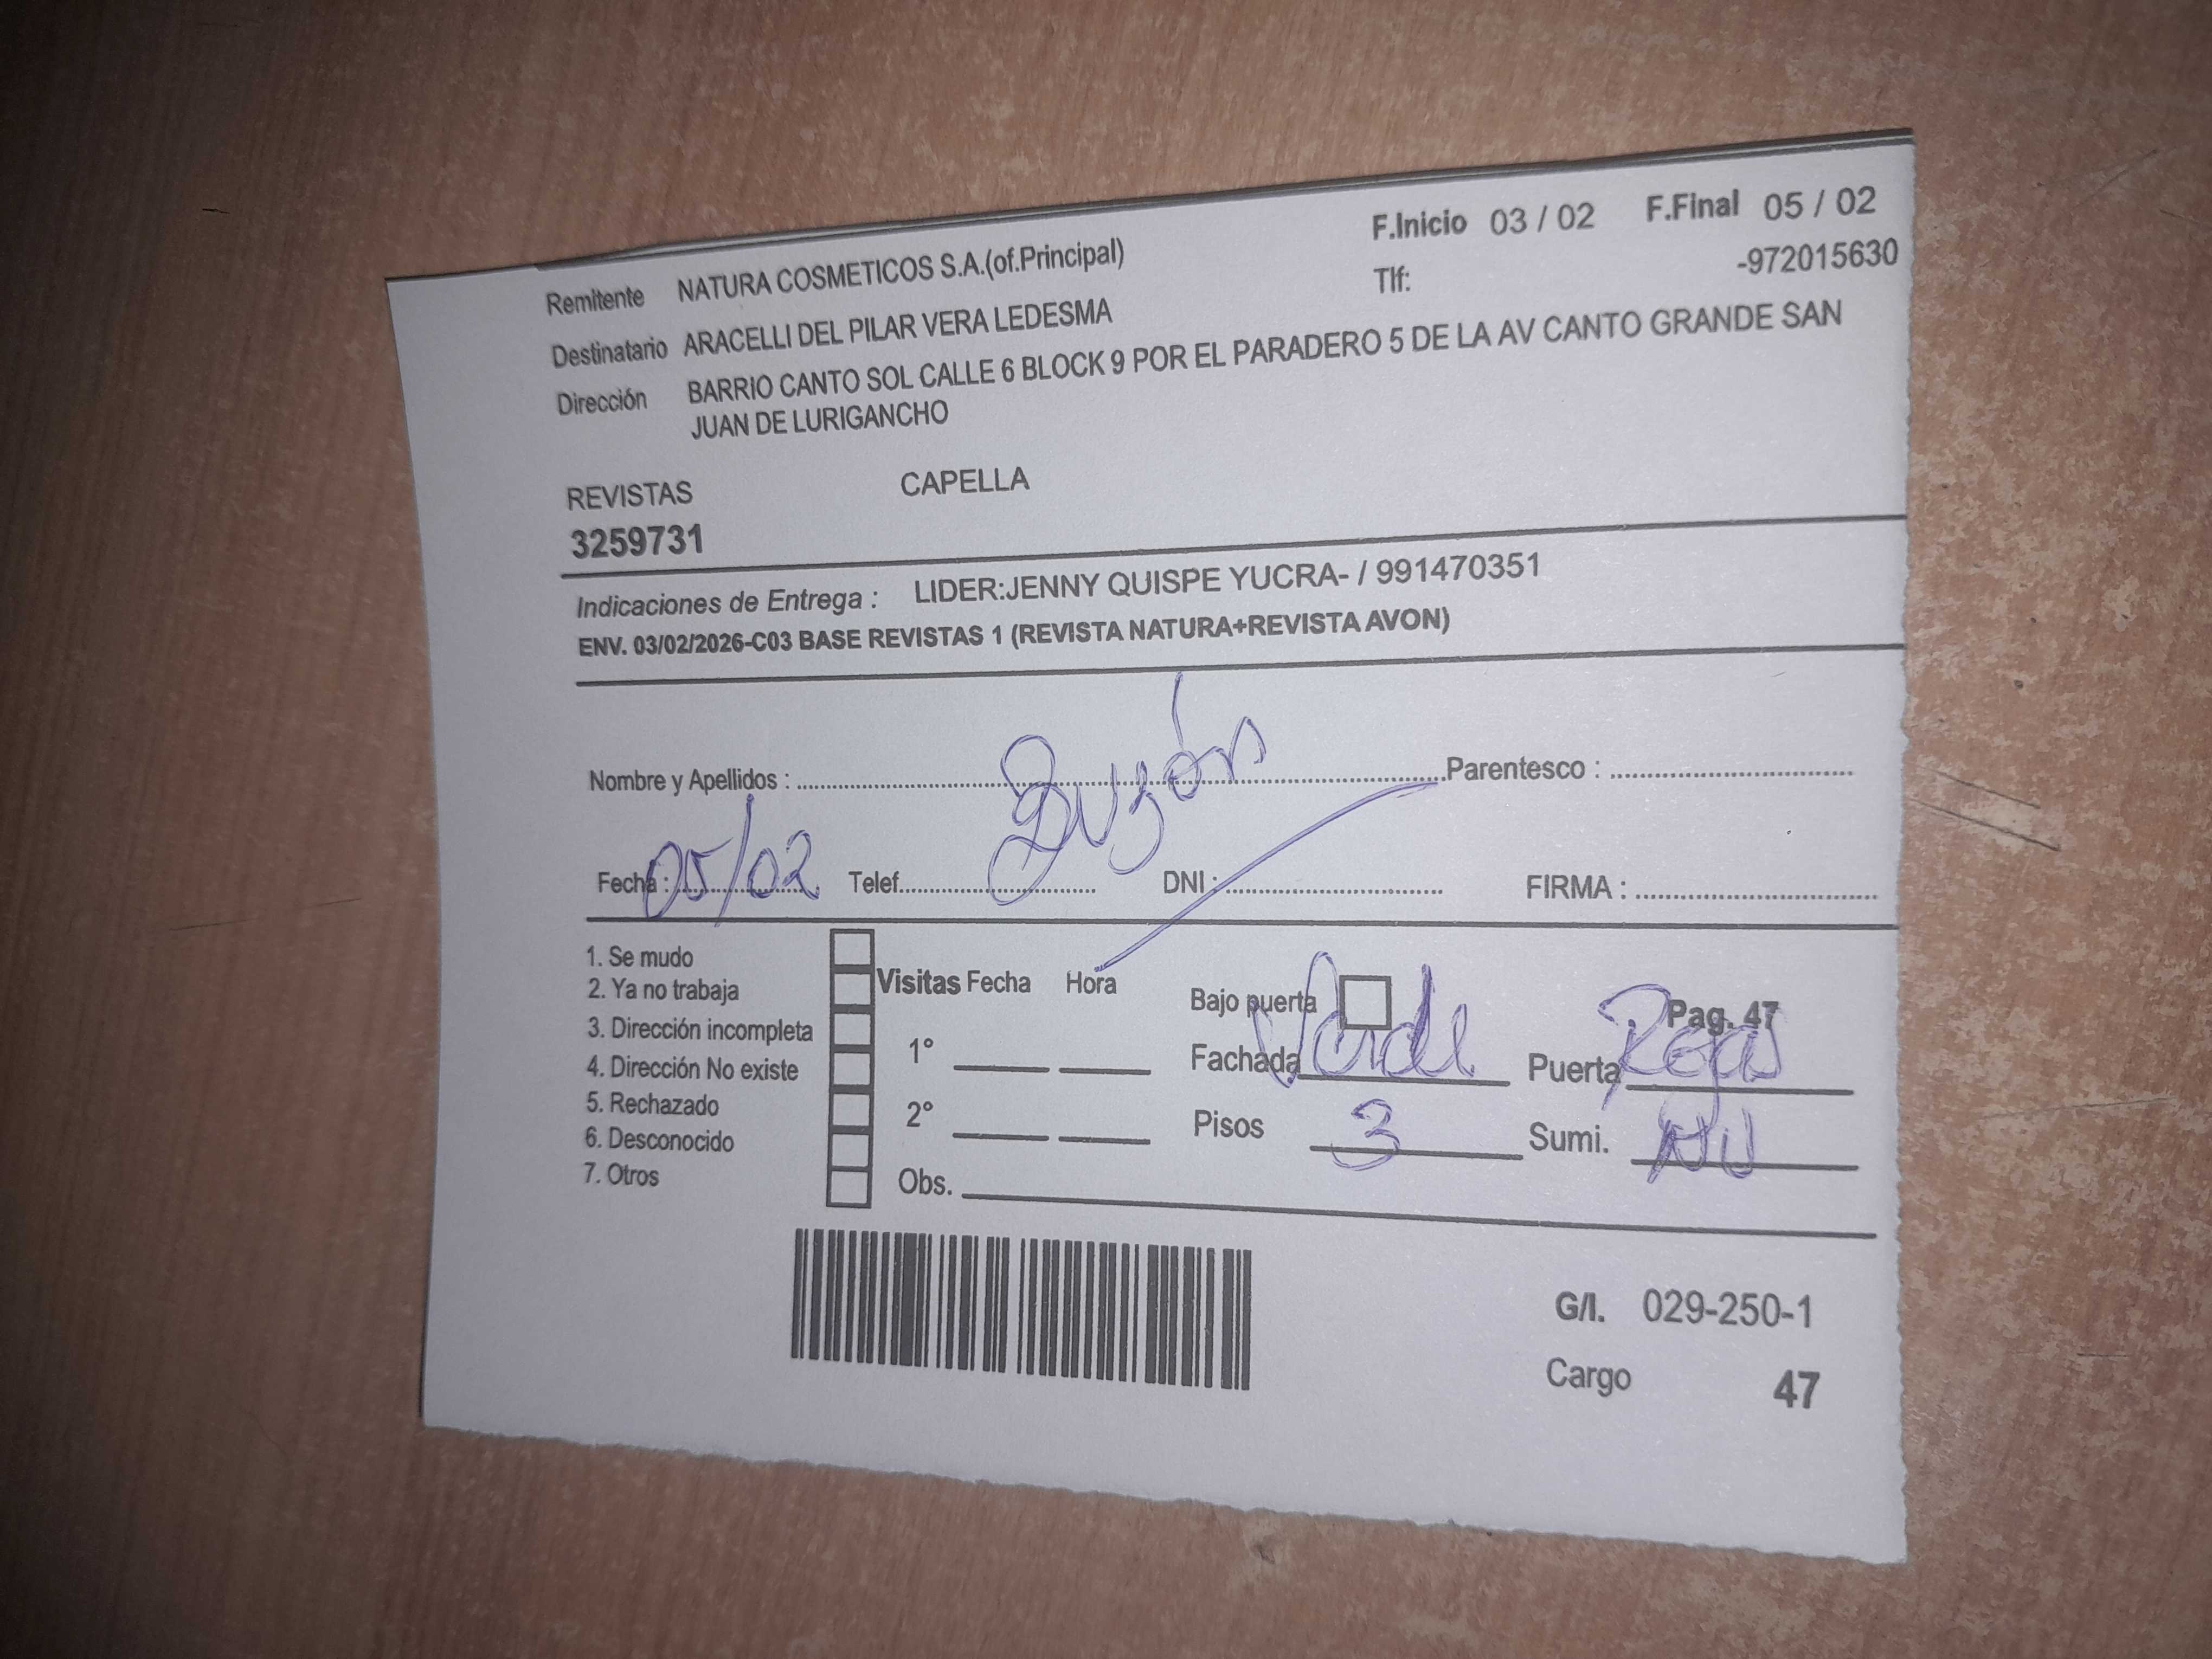 F.Inicio 03 / 02 F.Final 05 / 02
Remitente NATURA COSMETICOS S.A.(of.Principal) Tlf: -972015630
Destinatario ARACELLI DEL PILAR VERA LEDESMA
Dirección BARRIO CANTO SOL CALLE 6 BLOCK 9 POR EL PARADERO 5 DE LA AV CANTO GRANDE SAN
JUAN DE LURIGANCHO
REVISTAS CAPELLA
3259731
Indicaciones de Entrega : LIDER:JENNY QUISPE YUCRA- / 991470351
ENV. 03/02/2026-C03 BASE REVISTAS 1 (REVISTA NATURA+REVISTA AVON)
Nombre y Apellidos : Buzón Parentesco :
Fecha : 05/02 Telef. DNI : FIRMA :
1. Se mudo
2. Ya no trabaja
3. Dirección incompleta
4. Dirección No existe
5. Rechazado
6. Desconocido
7. Otros
Visitas Fecha Hora
1°
2°
Obs.
Bajo puerta Pag. 47
Fachada Verde Puerta Rejas
Pisos 3 Sumi.
G/I. 029-250-1
Cargo 47